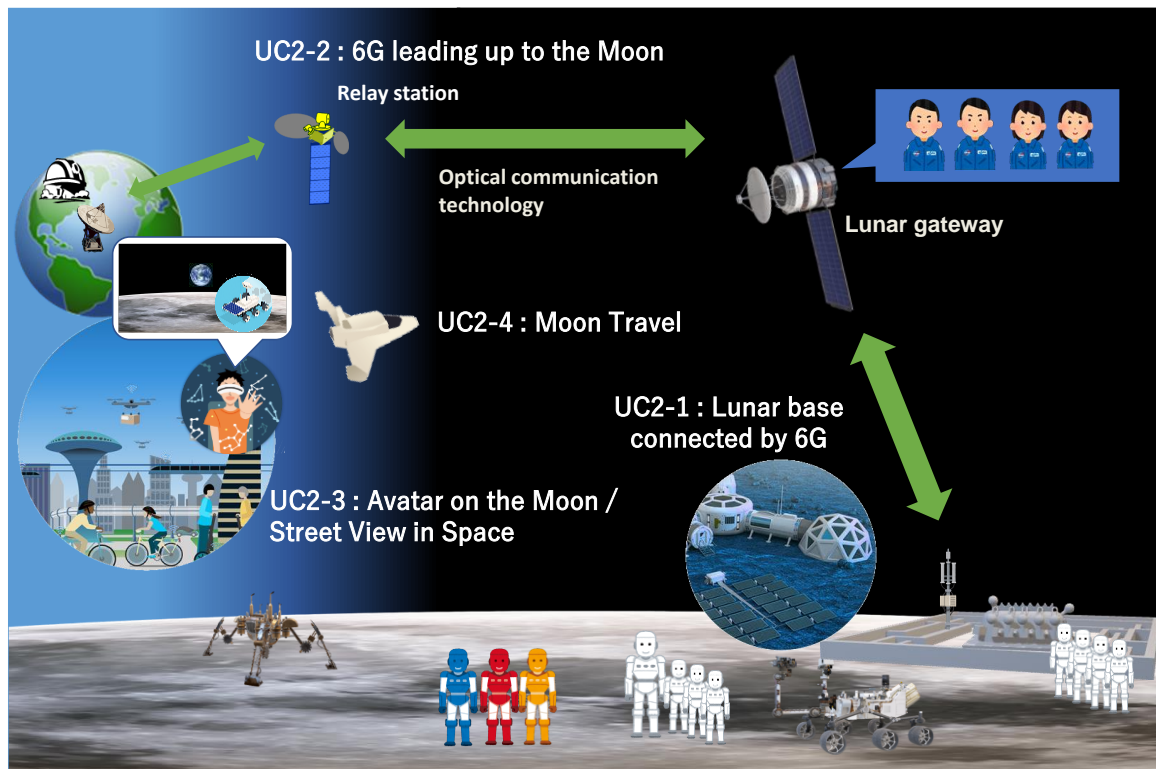 UC2-2 : 6G leading up to the Moon
Relay station
Optical communication
technology
Lunar gateway
UC2-4 : Moon Travel
UC2-1 : Lunar base
connected by 6G
UC2-3 : Avatar on the Moon /
Street View in Space